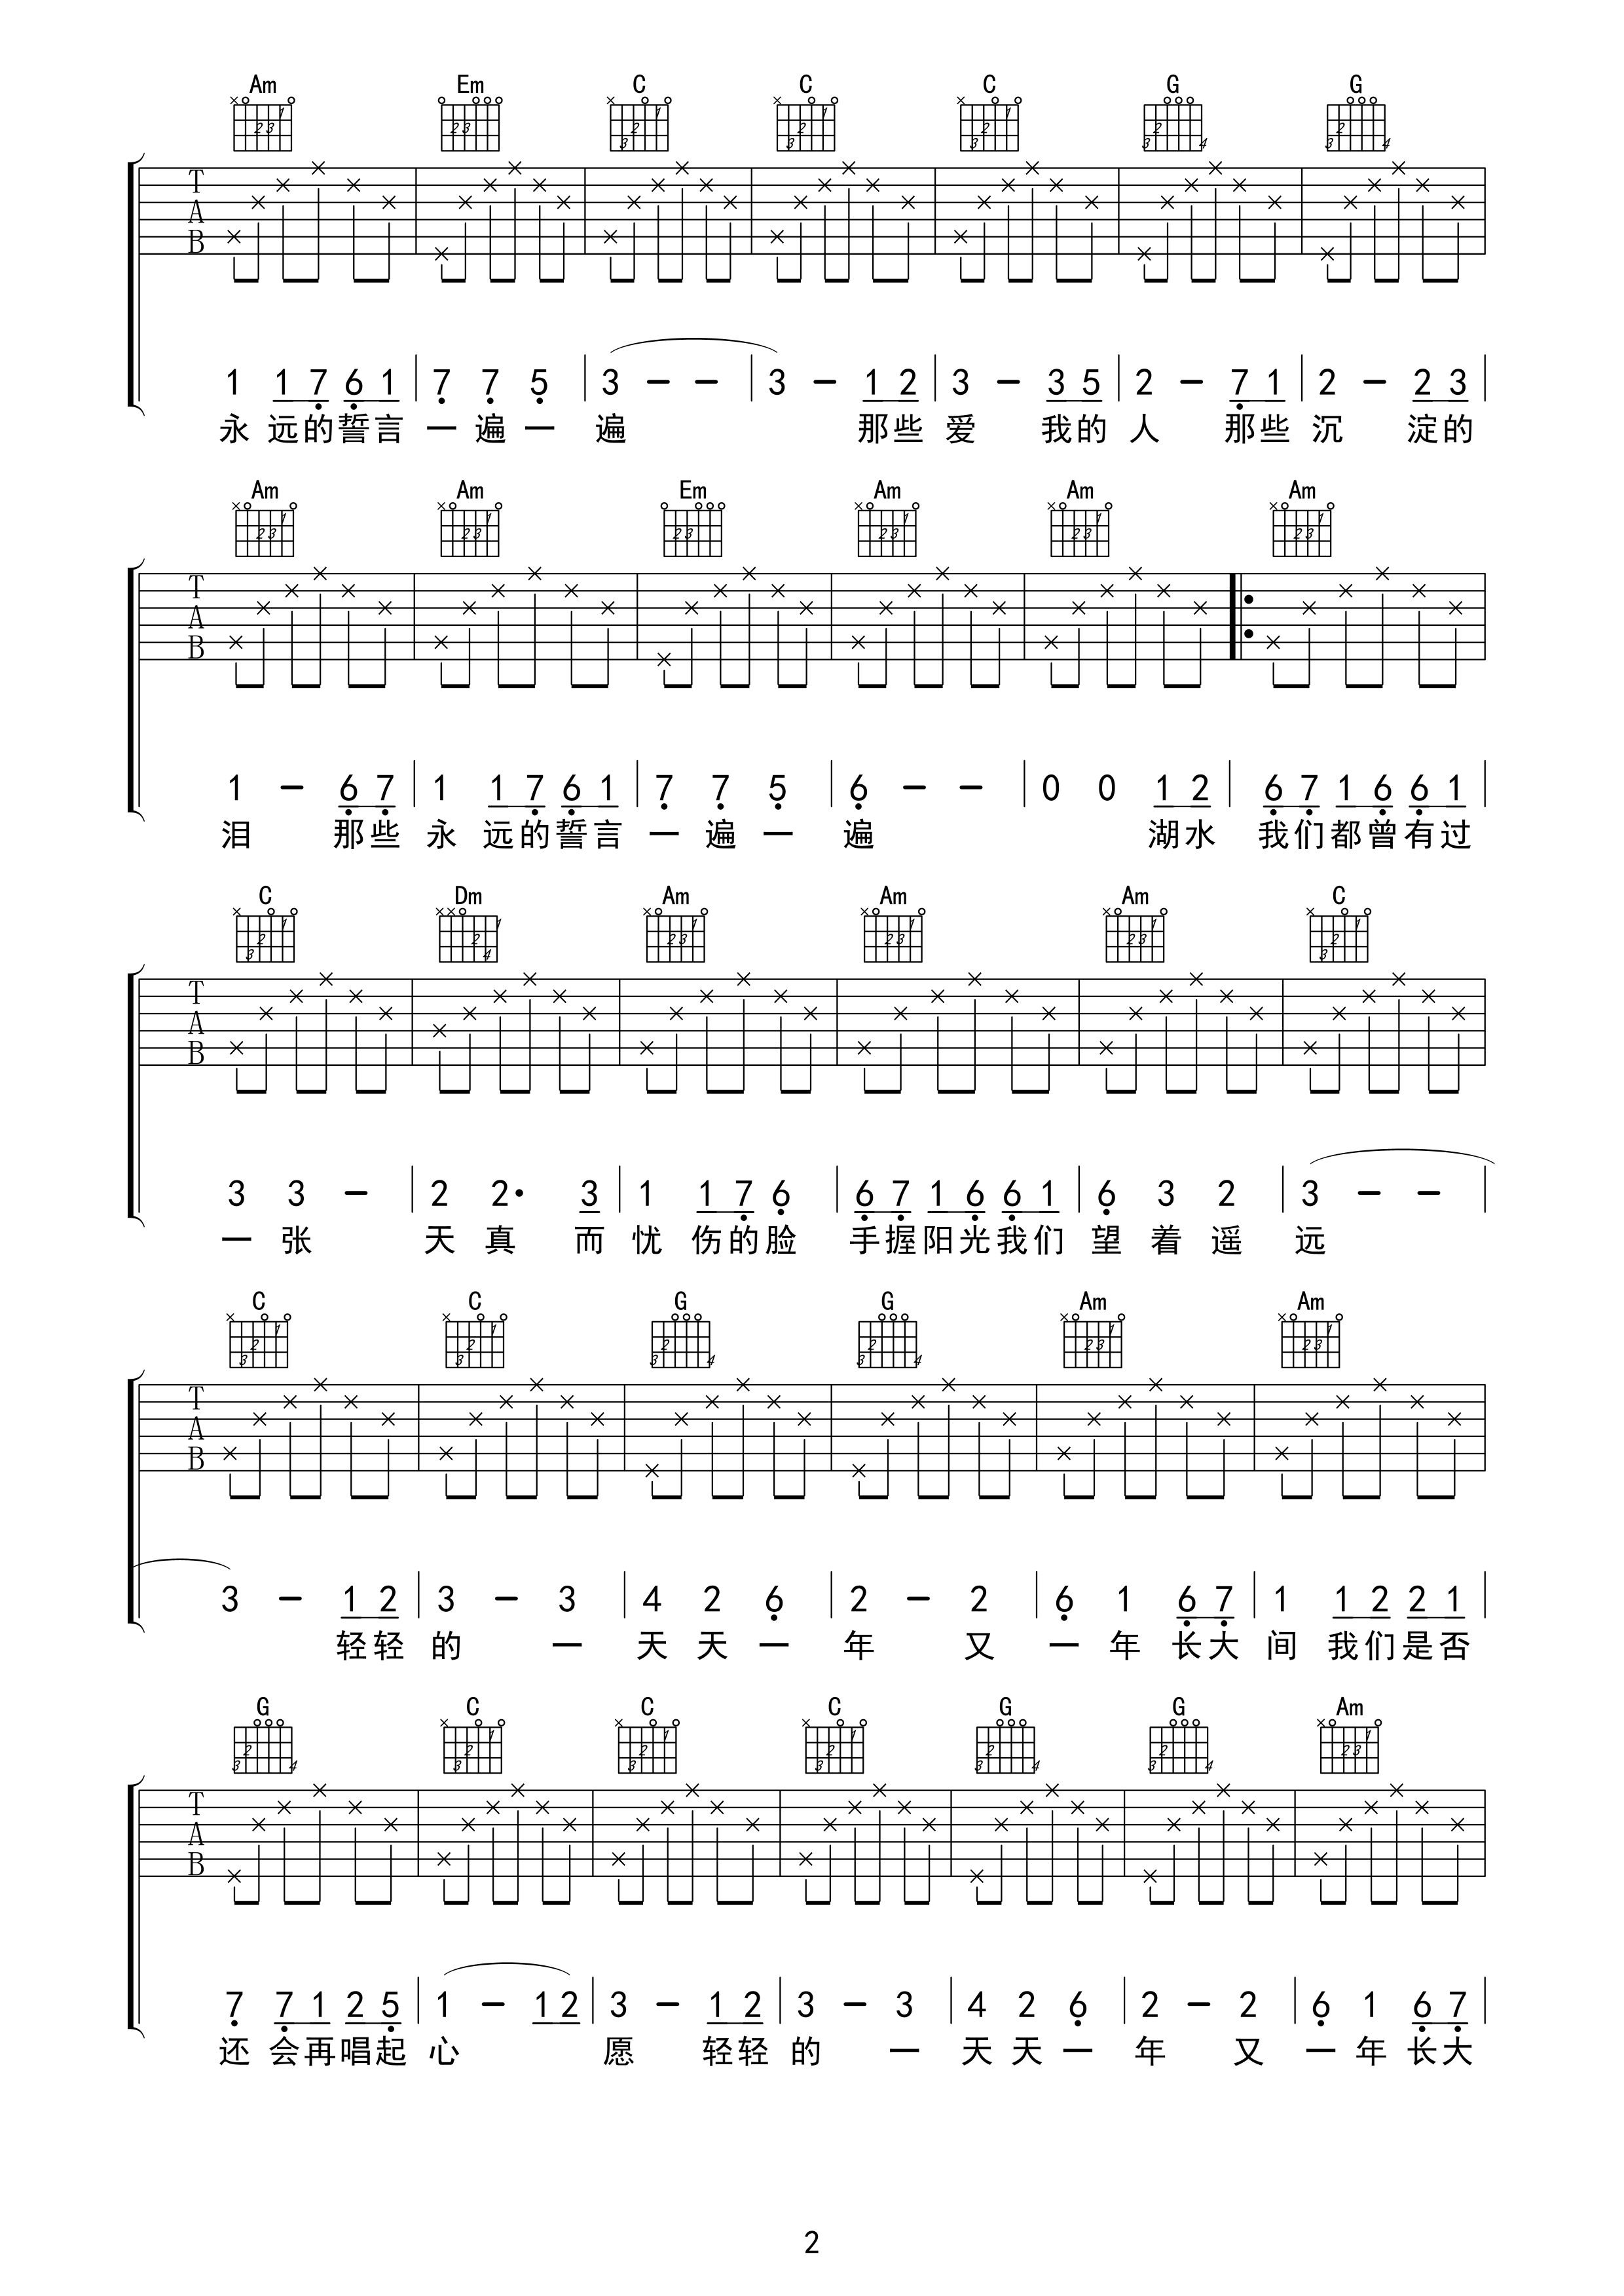 Am Em C C C G G
T
A
B
1 1 7 6 1 7 7 5 3 - - 3 - 1 2 3 - 3 5 2 - 7 1 2 - 2 3
永 远的誓言 一 遍 一 遍 那些 爱 我的 人 那些 沉 淀的
Am Am Em Am Am Am
T
A
B
1 - 6 7 1 1 7 6 1 7 7 5 6 - - 0 0 1 2 6 7 1 6 6 1
泪 那些 永 远的誓言 一 遍 一 遍 湖水 我们都曾有过
C Dm Am Am Am C
T
A
B
3 3 - 2 2· 3 1 1 7 6 6 7 1 6 6 1 6 3 2 3 - -
一 张 天 真 而 忧 伤的脸 手握阳光我们 望 着 遥 远
C C G G Am Am
T
A
B
3 - 1 2 3 - 3 4 2 6 2 - 2 6 1 6 7 1 1 2 2 1
轻轻 的 一 天 天 一 年 又 一 年 长大 间 我们是否
G C C C G G Am
T
A
B
7 7 1 2 5 1 - 1 2 3 - 1 2 3 - 3 4 2 6 2 - 2 6 1 6 7
还 会再唱起 心 愿 轻轻 的 一 天 天 一 年 又 一 年 长大
2